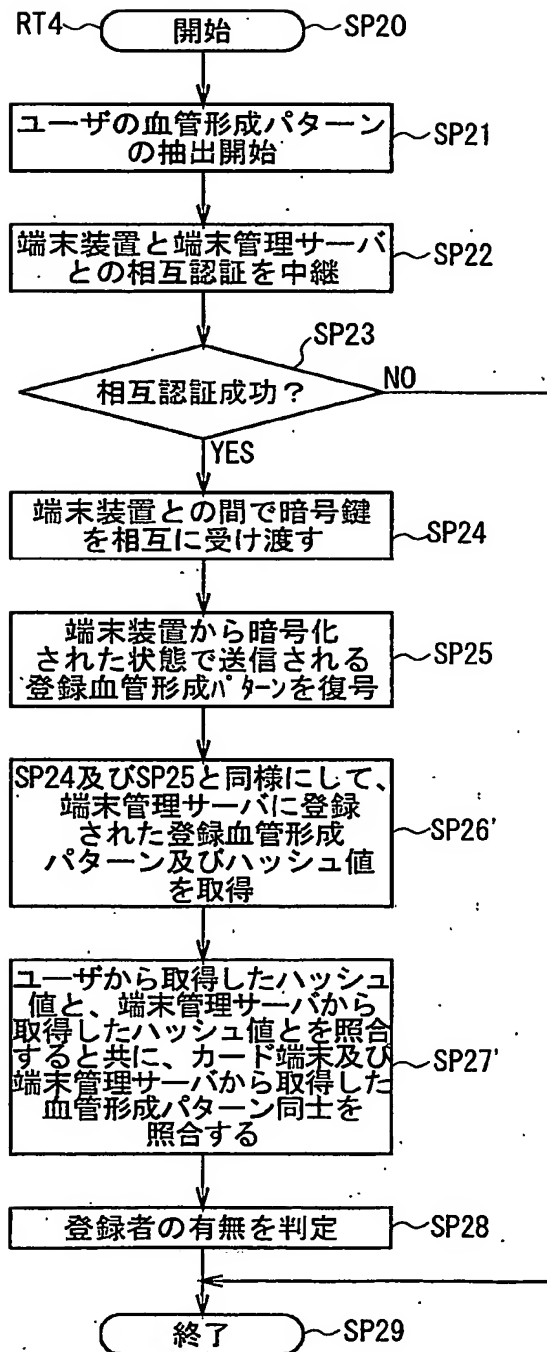 RT4 開始 SP20
ユーザの血管形成パターン
の抽出開始
SP21
端末装置と端末管理サーバ
との相互認証を中継
SP22
SP23
相互認証成功？
NO
YES
端末装置との間で暗号鍵
を相互に受け渡す
SP24
端末装置から暗号化
された状態で送信される
登録血管形成ﾊﾟﾀｰﾝを復号
SP25
SP24及びSP25と同様にして、
端末管理サーバに登録
された登録血管形成
パターン及びハッシュ値
を取得
SP26'
ユーザから取得したハッシュ
値と、端末管理サーバから
取得したハッシュ値とを照合
すると共に、カード端末及び
端末管理サーバから取得した
血管形成パターン同士を
照合する
SP27'
登録者の有無を判定
SP28
終了
SP29